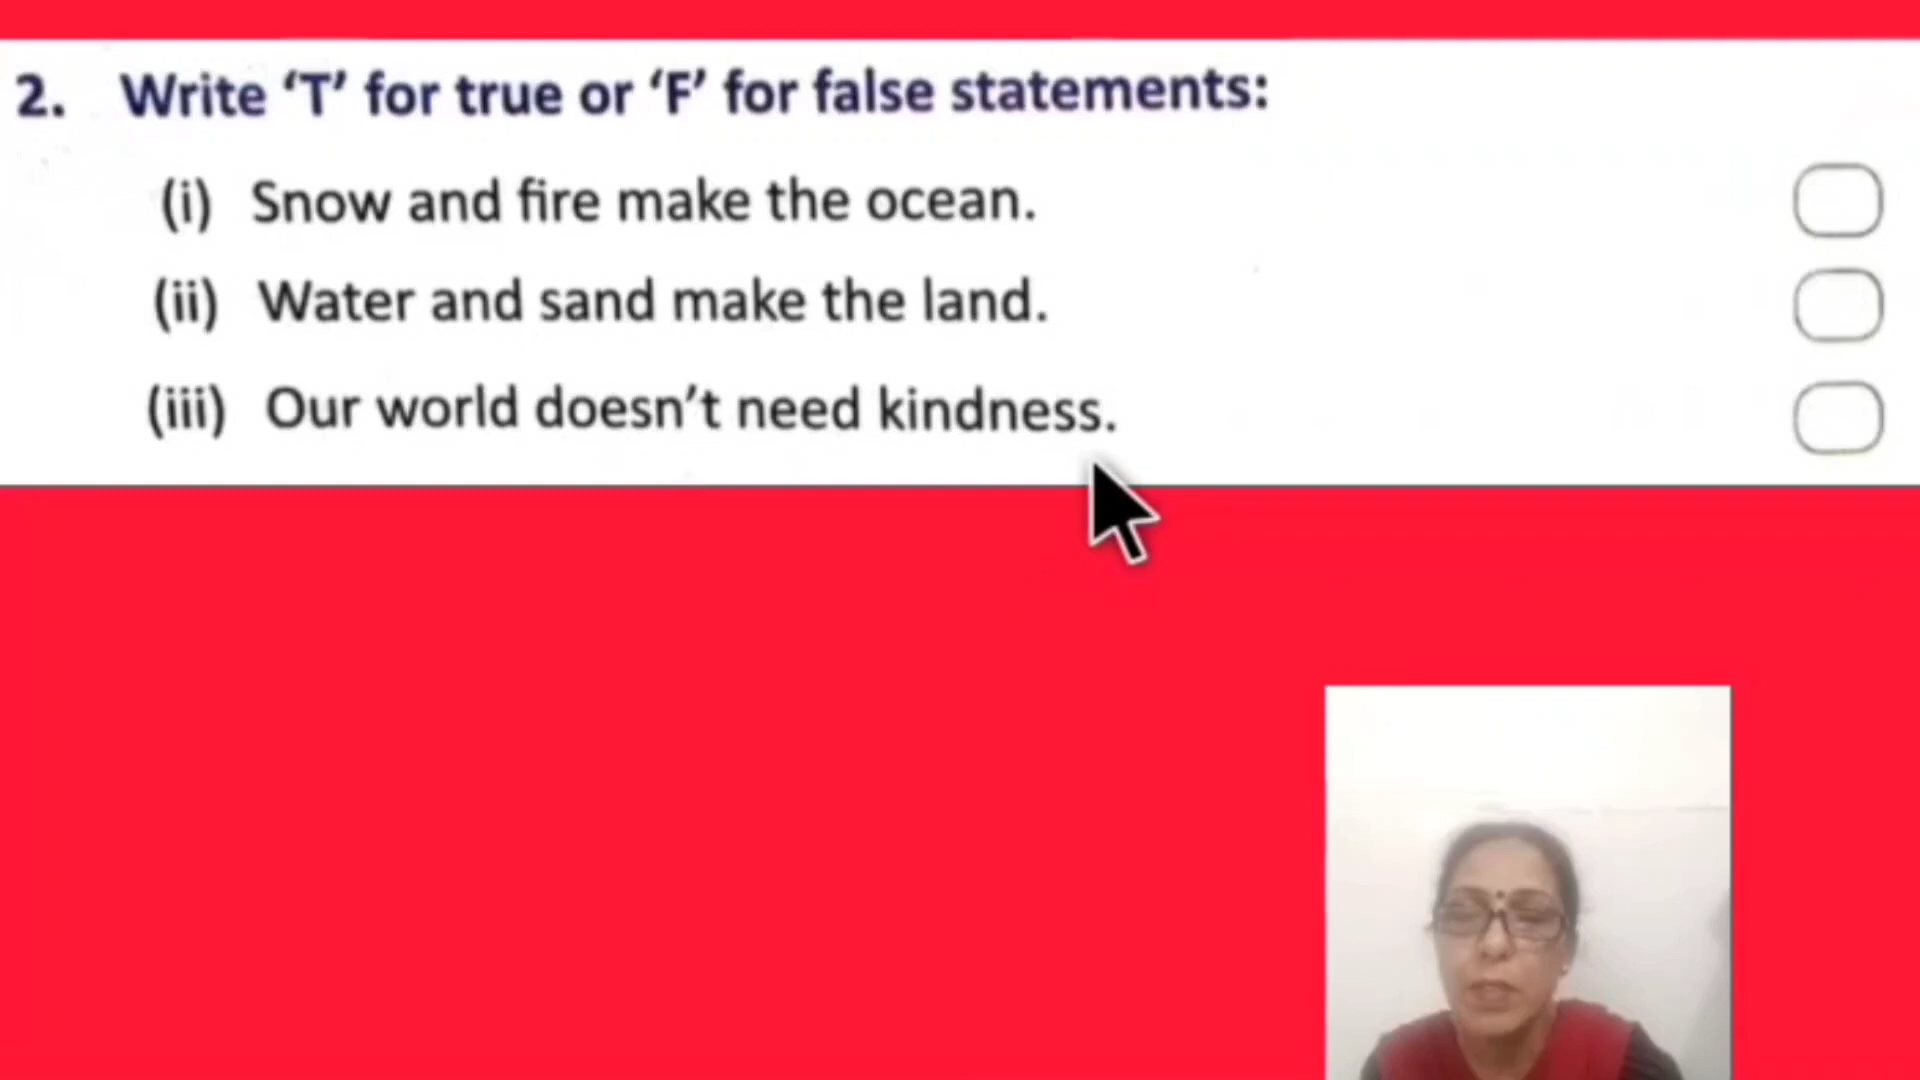 2. Write ‘T’ for true or ‘F’ for false statements:
(i) Snow and fire make the ocean.
(ii) Water and sand make the land.
(iii) Our world doesn’t need kindness.